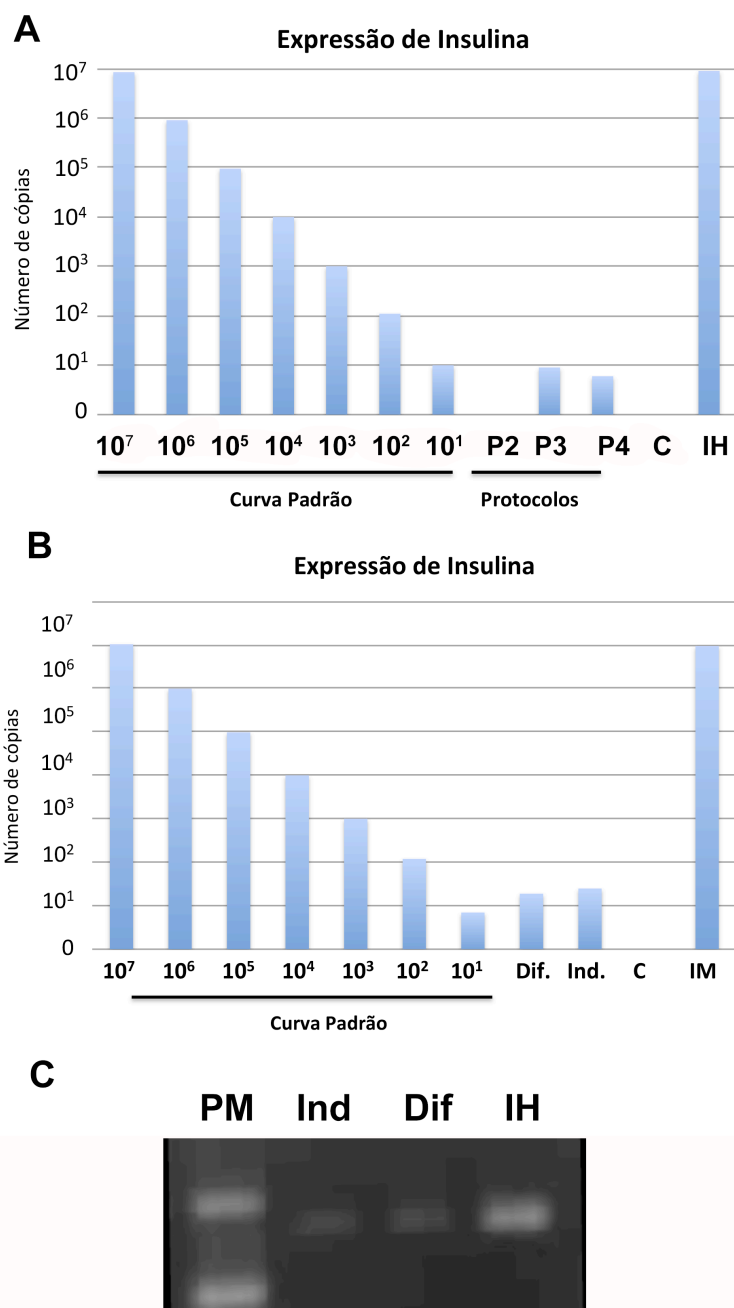 A
Expressão de Insulina
Número de cópias
10⁷
10⁶
10⁵
10⁴
10³
10²
10¹
0
10⁷ 10⁶ 10⁵ 10⁴ 10³ 10² 10¹ P2 P3 P4 C IH
Curva Padrão Protocolos
B
Expressão de Insulina
Número de cópias
10⁷
10⁶
10⁵
10⁴
10³
10²
10¹
0
10⁷ 10⁶ 10⁵ 10⁴ 10³ 10² 10¹ Dif. Ind. C IM
Curva Padrão
C
PM Ind Dif IH